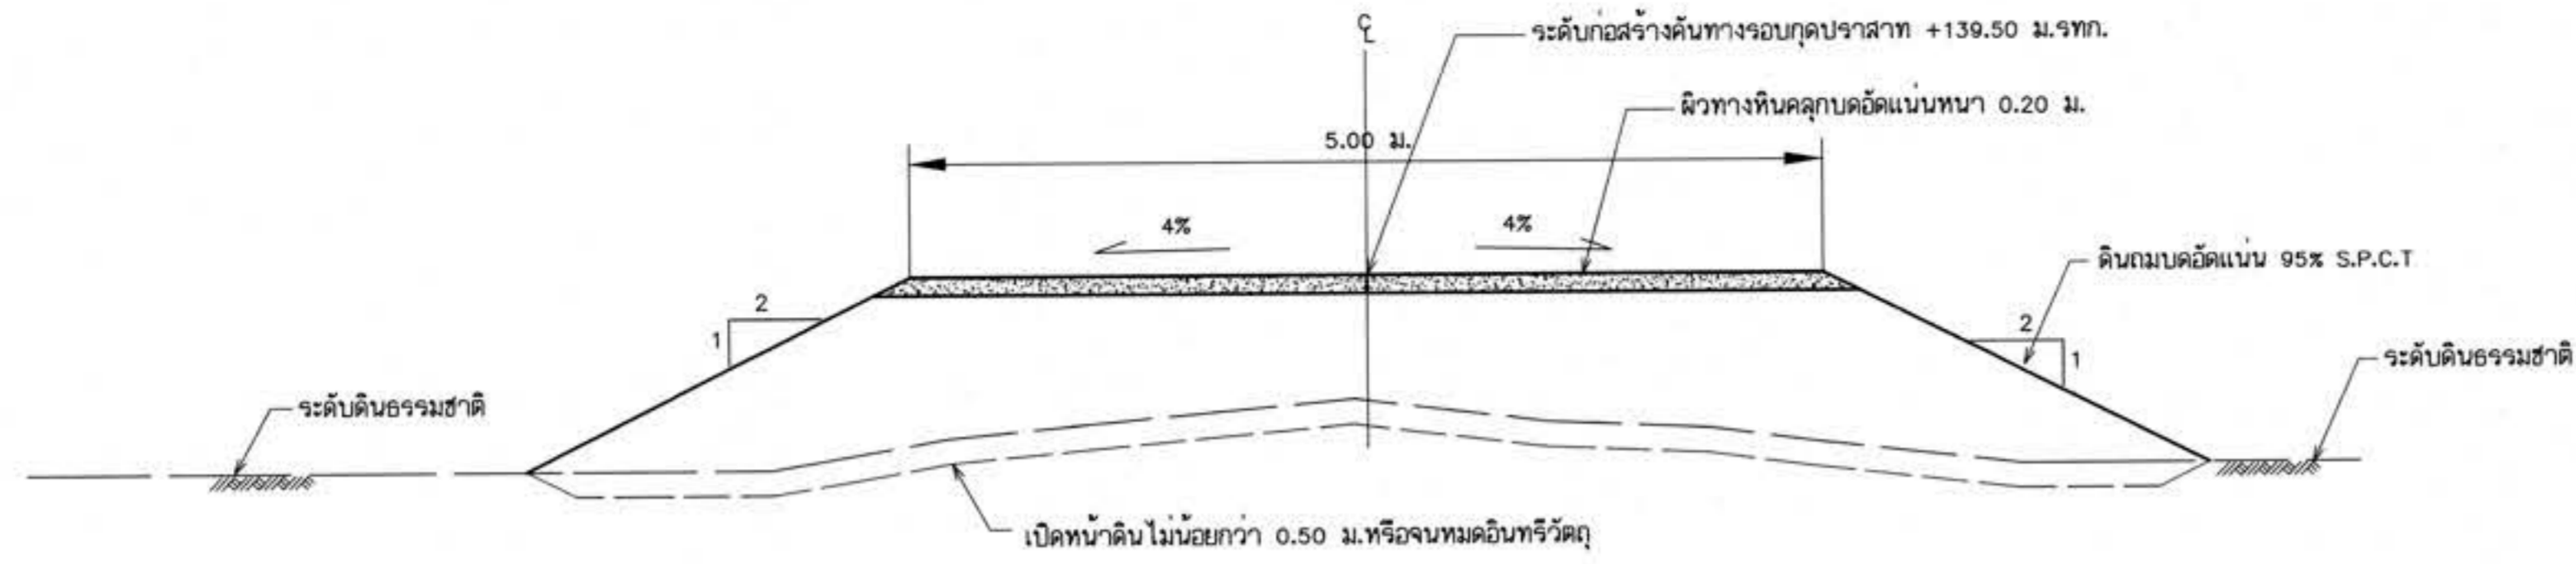 ℄
ระดับก่อสร้างคันทางรอบกุดปราสาท +139.50 ม.รทก.
ผิวทางหินคลุกบดอัดแน่นหนา 0.20 ม.
5.00 ม.
4%
4%
ดินถมบดอัดแน่น 95% S.P.C.T
2
1
2
1
ระดับดินธรรมชาติ
ระดับดินธรรมชาติ
เปิดหน้าดินไม่น้อยกว่า 0.50 ม.หรือจนหมดอินทรีวัตถุ